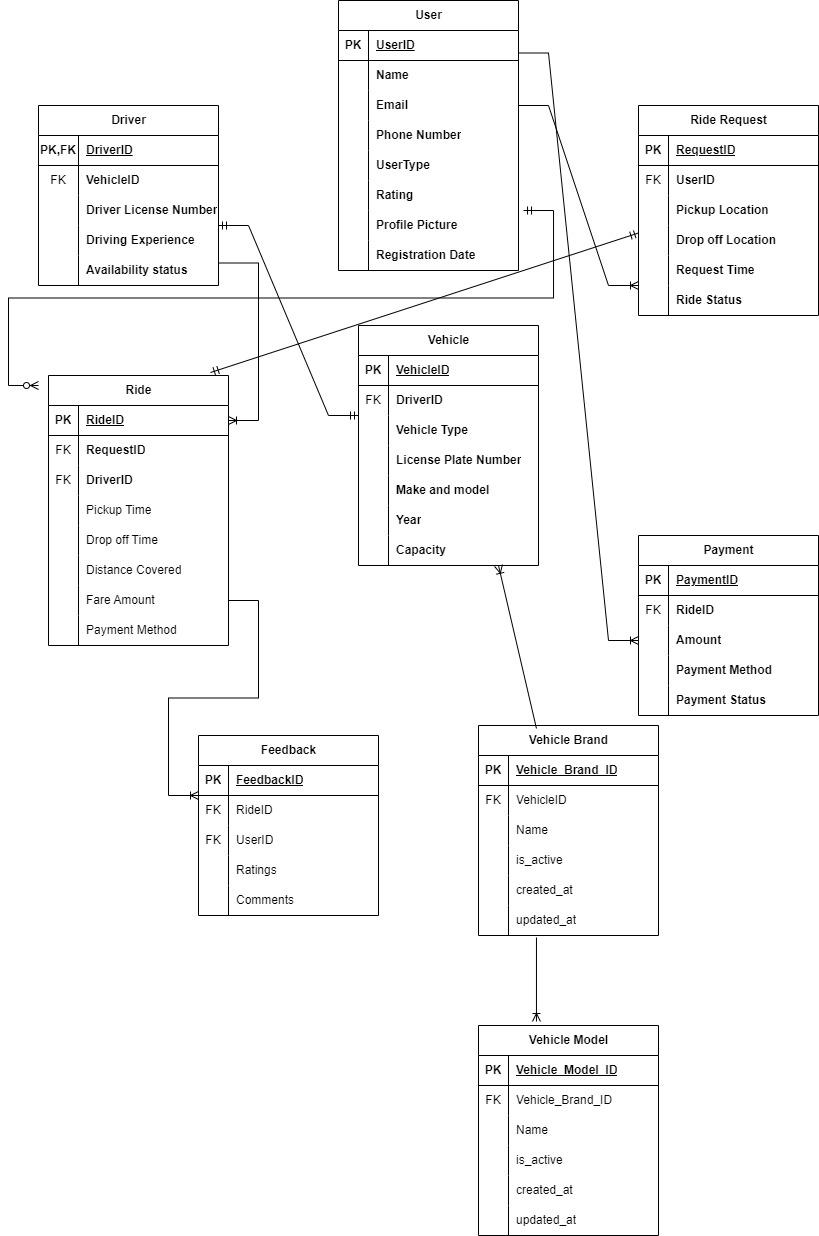 User
PK UserID
Name
Email
Phone Number
UserType
Rating
Profile Picture
Registration Date
Driver
PK,FK DriverID
FK VehicleID
Driver License Number
Driving Experience
Availability status
Ride Request
PK RequestID
FK UserID
Pickup Location
Drop off Location
Request Time
Ride Status
Vehicle
PK VehicleID
FK DriverID
Vehicle Type
License Plate Number
Make and model
Year
Capacity
Ride
PK RideID
FK RequestID
FK DriverID
Pickup Time
Drop off Time
Distance Covered
Fare Amount
Payment Method
Payment
PK PaymentID
FK RideID
Amount
Payment Method
Payment Status
Feedback
PK FeedbackID
FK RideID
FK UserID
Ratings
Comments
Vehicle Brand
PK Vehicle_Brand_ID
FK VehicleID
Name
is_active
created_at
updated_at
Vehicle Model
PK Vehicle_Model_ID
FK Vehicle_Brand_ID
Name
is_active
created_at
updated_at